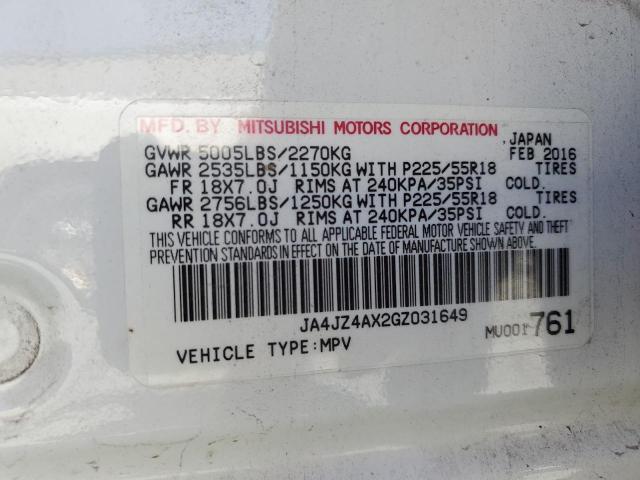 MFD. BY MITSUBISHI MOTORS CORPORATION JAPAN
GVWR 5005LBS/2270KG FEB 2016
GAWR 2535LBS/1150KG WITH P225/55R18 TIRES
FR 18X7.0J RIMS AT 240KPA/35PSI COLD.
GAWR 2756LBS/1250KG WITH P225/55R18 TIRES
RR 18X7.0J RIMS AT 240KPA/35PSI COLD.
THIS VEHICLE CONFORMS TO ALL APPLICABLE FEDERAL MOTOR VEHICLE SAFETY, BUMPER AND THEFT
PREVENTION STANDARDS IN EFFECT ON THE DATE OF MANUFACTURE SHOWN ABOVE.
JA4JZ4AX2GZ031649
VEHICLE TYPE:MPV MU001761